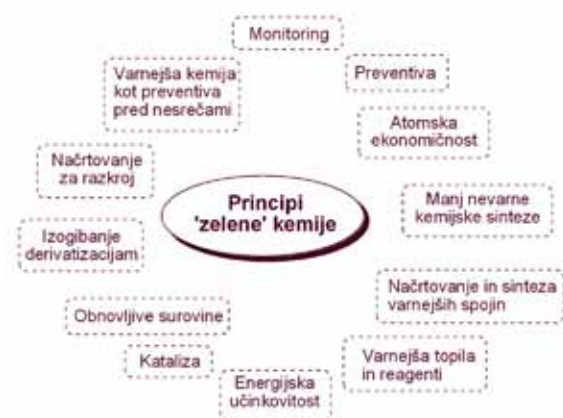 Monitoring
Preventiva
Atomska
ekonomičnost
Manj nevarne
kemijske sinteze
Načrtovanje in sinteza
varnejših spojin
Varnejša topila
in reagenti
Energijska
učinkovitost
Kataliza
Obnovljive surovine
Izogibanje
derivatizacijam
Načrtovanje
za razkroj
Varnejša kemija
kot preventiva
pred nesrečami
Principi
'zelene' kemije